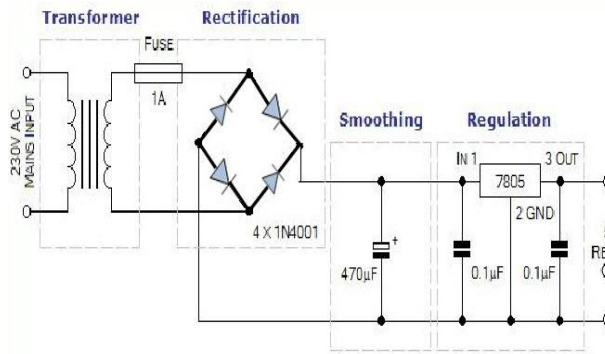 Transformer
Rectification
FUSE
1A
230V AC
MAINS INPUT
4 X 1N4001
Smoothing
Regulation
IN 1
3 OUT
7805
2 GND
+
470µF
0.1µF
0.1µF